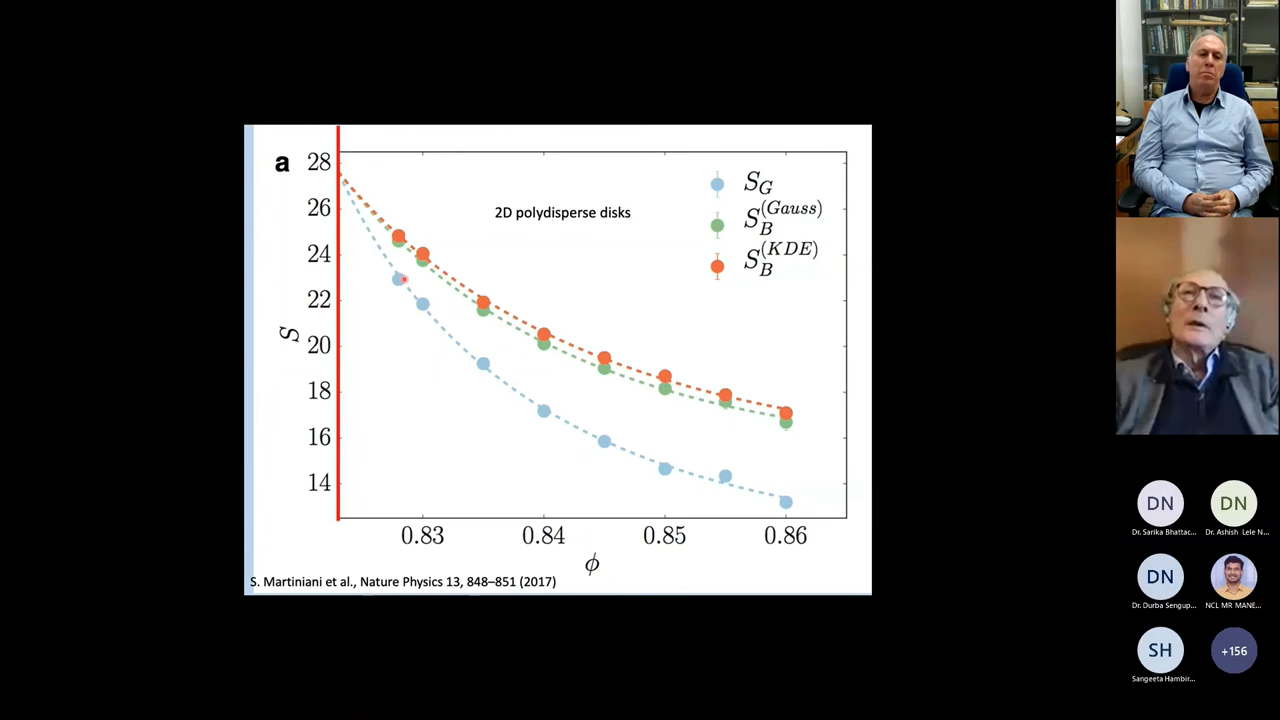 a
28
26
24
22
20
18
16
14
S
2D polydisperse disks
S_G
S_B^(Gauss)
S_B^(KDE)
0.83 0.84 0.85 0.86
ϕ
S. Martiniani et al., Nature Physics 13, 848–851 (2017)
DN DN
Dr. Sarika Bhattac... Dr. Ashish Lele N...
DN
Dr. Durba Sengup... NCL MR MANE...
SH +156
Sangeeta Hambir...